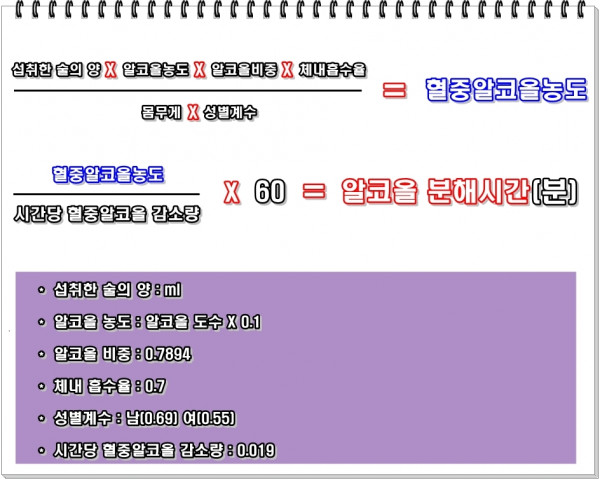 섭취한 술의 양 X 알코올농도 X 알코올비중 X 체내흡수율
몸무게 X 성별계수
= 혈중알코올농도
혈중알코올농도
시간당 혈중알코올 감소량
X 60 = 알코올 분해시간(분)
• 섭취한 술의 양 : ml
• 알코올 농도 : 알코올 도수 X 0.1
• 알코올 비중 : 0.7894
• 체내 흡수율 : 0.7
• 성별계수 : 남(0.69) 여(0.55)
• 시간당 혈중알코올 감소량 : 0.019